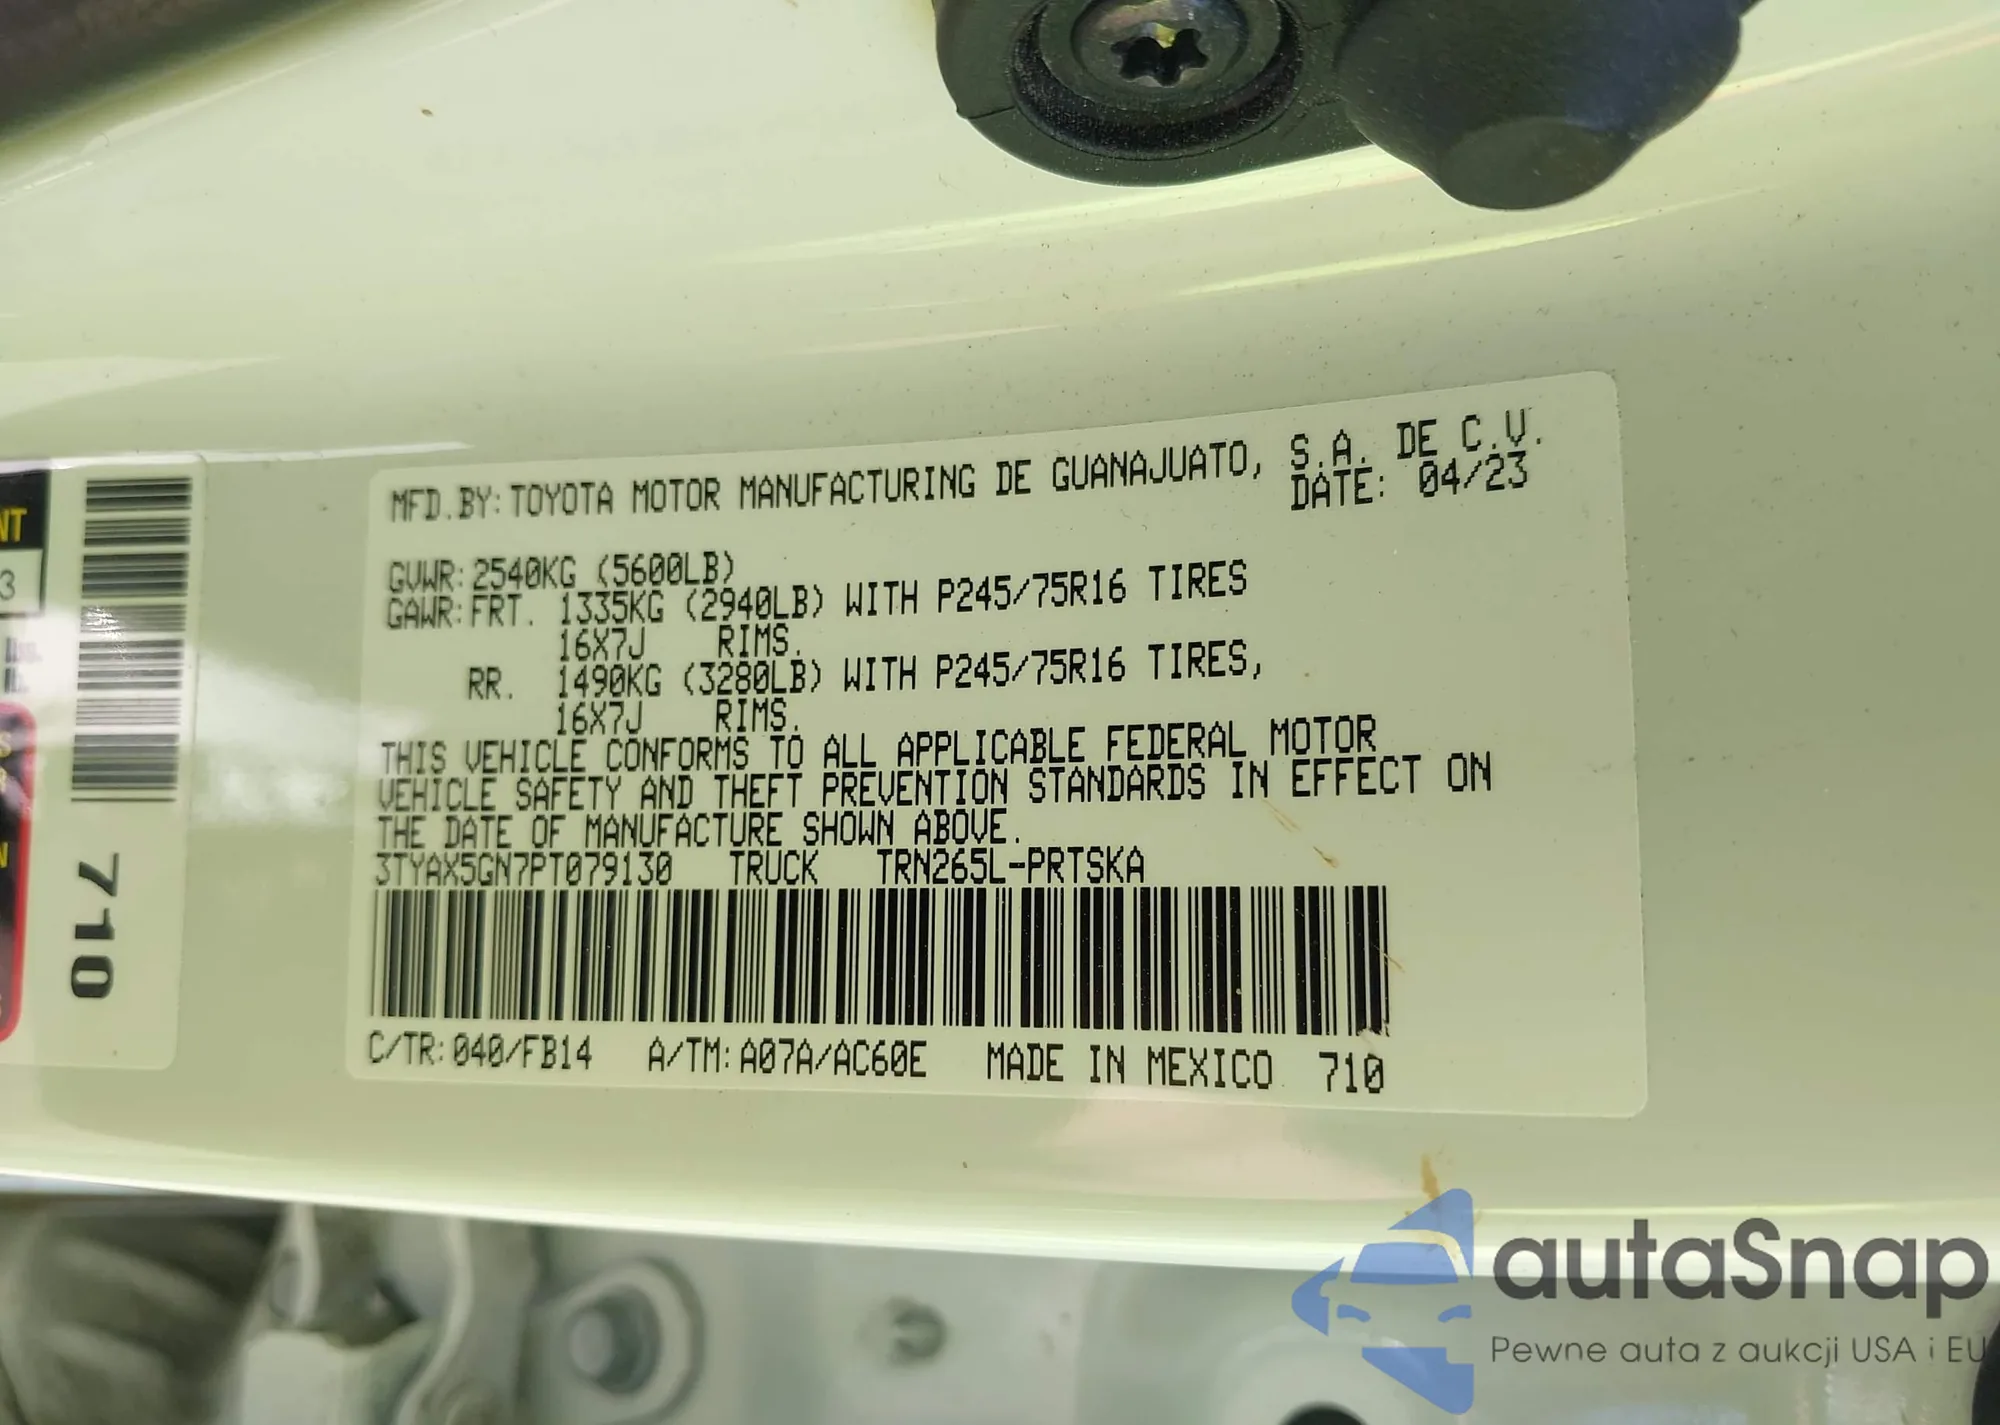 MFD.BY:TOYOTA MOTOR MANUFACTURING DE GUANAJUATO, S.A. DE C.V.
DATE: 04/23
GVWR:2540KG (5600LB)
GAWR:FRT. 1335KG (2940LB) WITH P245/75R16 TIRES
16X7J RIMS.
RR. 1490KG (3280LB) WITH P245/75R16 TIRES,
16X7J RIMS.
THIS VEHICLE CONFORMS TO ALL APPLICABLE FEDERAL MOTOR
VEHICLE SAFETY AND THEFT PREVENTION STANDARDS IN EFFECT ON
THE DATE OF MANUFACTURE SHOWN ABOVE.
3TYAX5GN7PT079130 TRUCK TRN265L-PRTSKA
C/TR:040/FB14 A/TM:A07A/AC60E MADE IN MEXICO 710
710
NT
3
autaSnap
Pewne auta z aukcji USA i EU